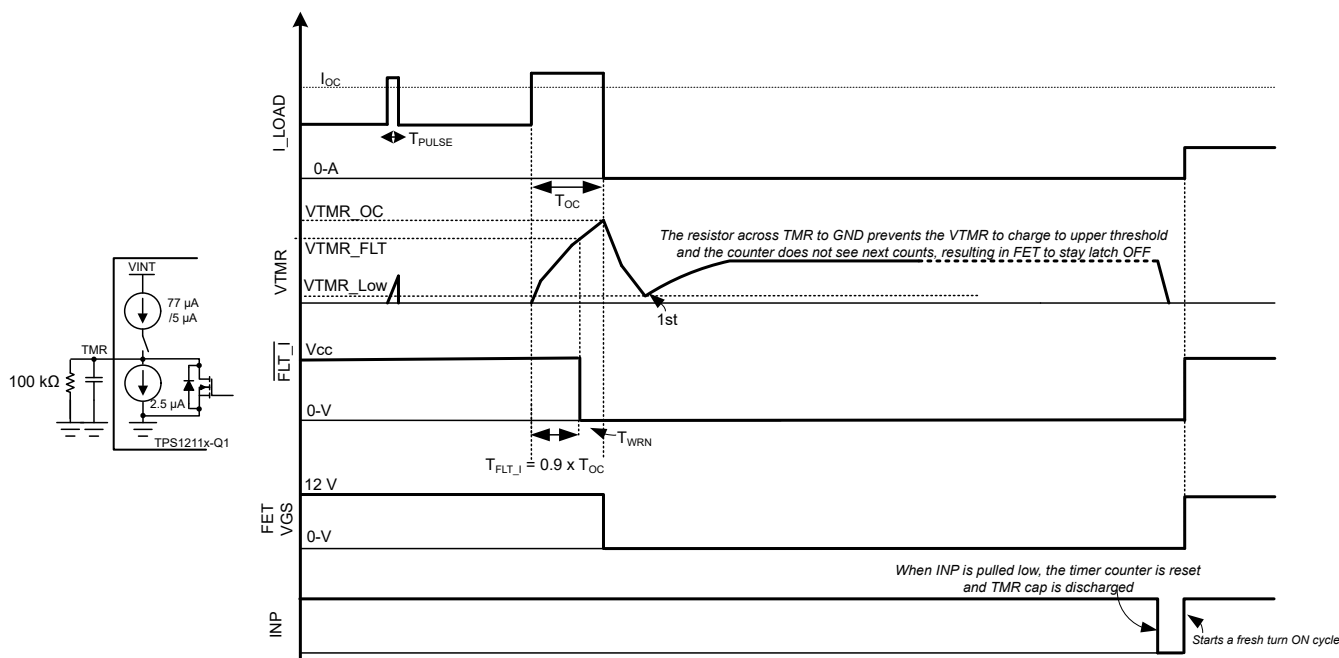 I_LOAD
IOC
TPULSE
0-A
TOC
VTMR
VTMR_OC
VTMR_FLT
VTMR_Low
The resistor across TMR to GND prevents the VTMR to charge to upper threshold
and the counter does not see next counts, resulting in FET to stay latch OFF
1st
VINT
77 µA
/5 µA
TMR
100 kΩ
2.5 µA
TPS1211x-Q1
FLT_I
Vcc
0-V
TWRN
TFLT_I = 0.9 x TOC
FET
VGS
12 V
0-V
When INP is pulled low, the timer counter is reset
and TMR cap is discharged
INP
Starts a fresh turn ON cycle